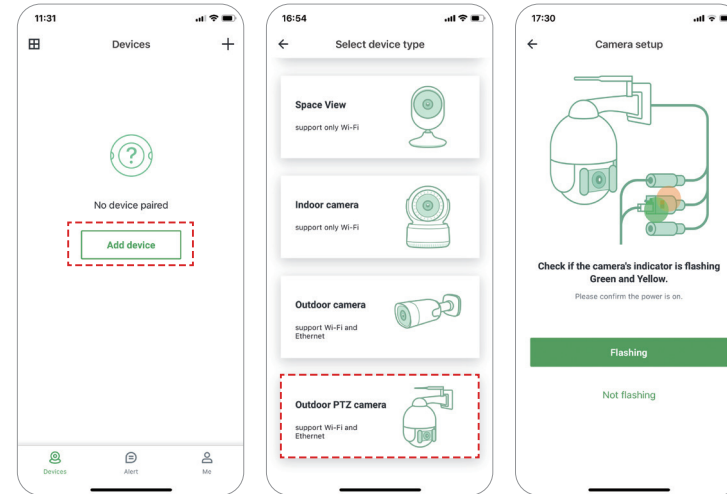 11:31
Devices
?
No device paired
Add device
Devices
Alert
Me
16:54
Select device type
Space View
support only Wi-Fi
Indoor camera
support only Wi-Fi
Outdoor camera
support Wi-Fi and
Ethernet
Outdoor PTZ camera
support Wi-Fi and
Ethernet
17:30
Camera setup
Check if the camera's indicator is flashing
Green and Yellow.
Please confirm the power is on.
Flashing
Not flashing